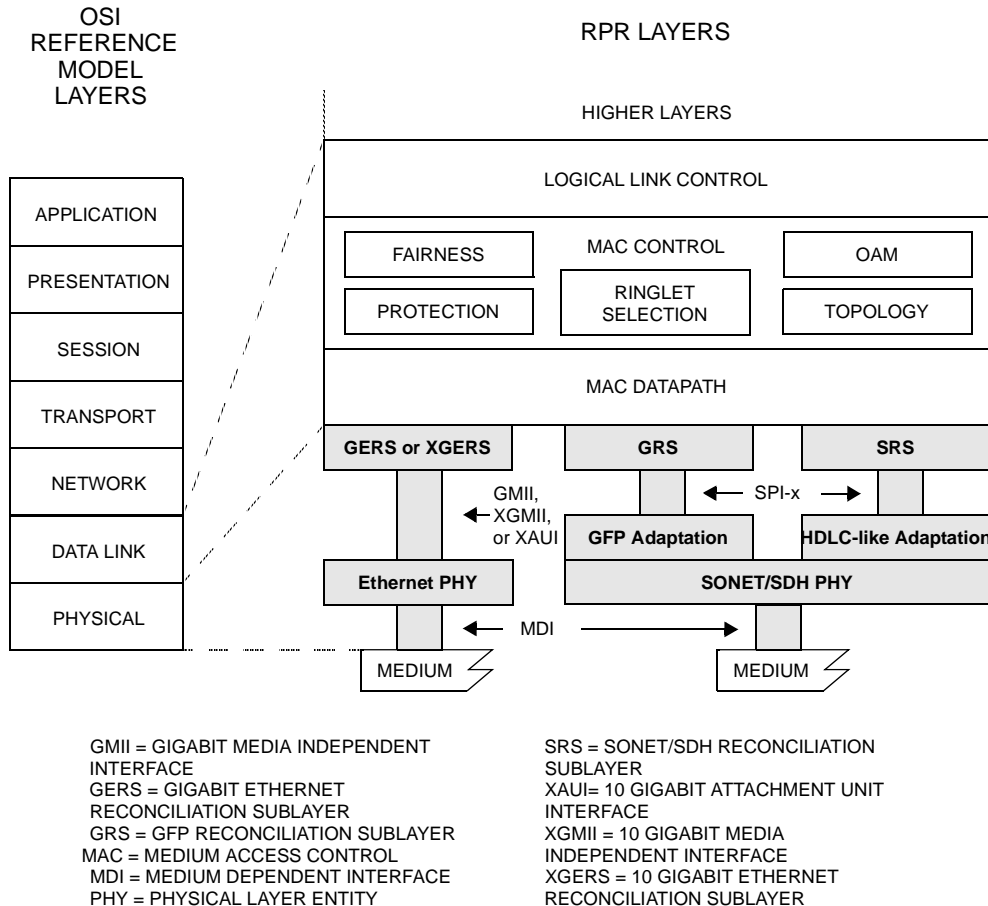 OSI
REFERENCE
MODEL
LAYERS
RPR LAYERS
HIGHER LAYERS
LOGICAL LINK CONTROL
APPLICATION
PRESENTATION
SESSION
TRANSPORT
NETWORK
DATA LINK
PHYSICAL
FAIRNESS
MAC CONTROL
OAM
PROTECTION
RINGLET
SELECTION
TOPOLOGY
MAC DATAPATH
GERS or XGERS
GRS
SRS
GMII,
XGMII,
or XAUI
SPI-x
GFP Adaptation
HDLC-like Adaptation
Ethernet PHY
SONET/SDH PHY
MDI
MEDIUM
MEDIUM
GMII = GIGABIT MEDIA INDEPENDENT
INTERFACE
GERS = GIGABIT ETHERNET
RECONCILIATION SUBLAYER
GRS = GFP RECONCILIATION SUBLAYER
MAC = MEDIUM ACCESS CONTROL
MDI = MEDIUM DEPENDENT INTERFACE
PHY = PHYSICAL LAYER ENTITY
SRS = SONET/SDH RECONCILIATION
SUBLAYER
XAUI= 10 GIGABIT ATTACHMENT UNIT
INTERFACE
XGMII = 10 GIGABIT MEDIA
INDEPENDENT INTERFACE
XGERS = 10 GIGABIT ETHERNET
RECONCILIATION SUBLAYER